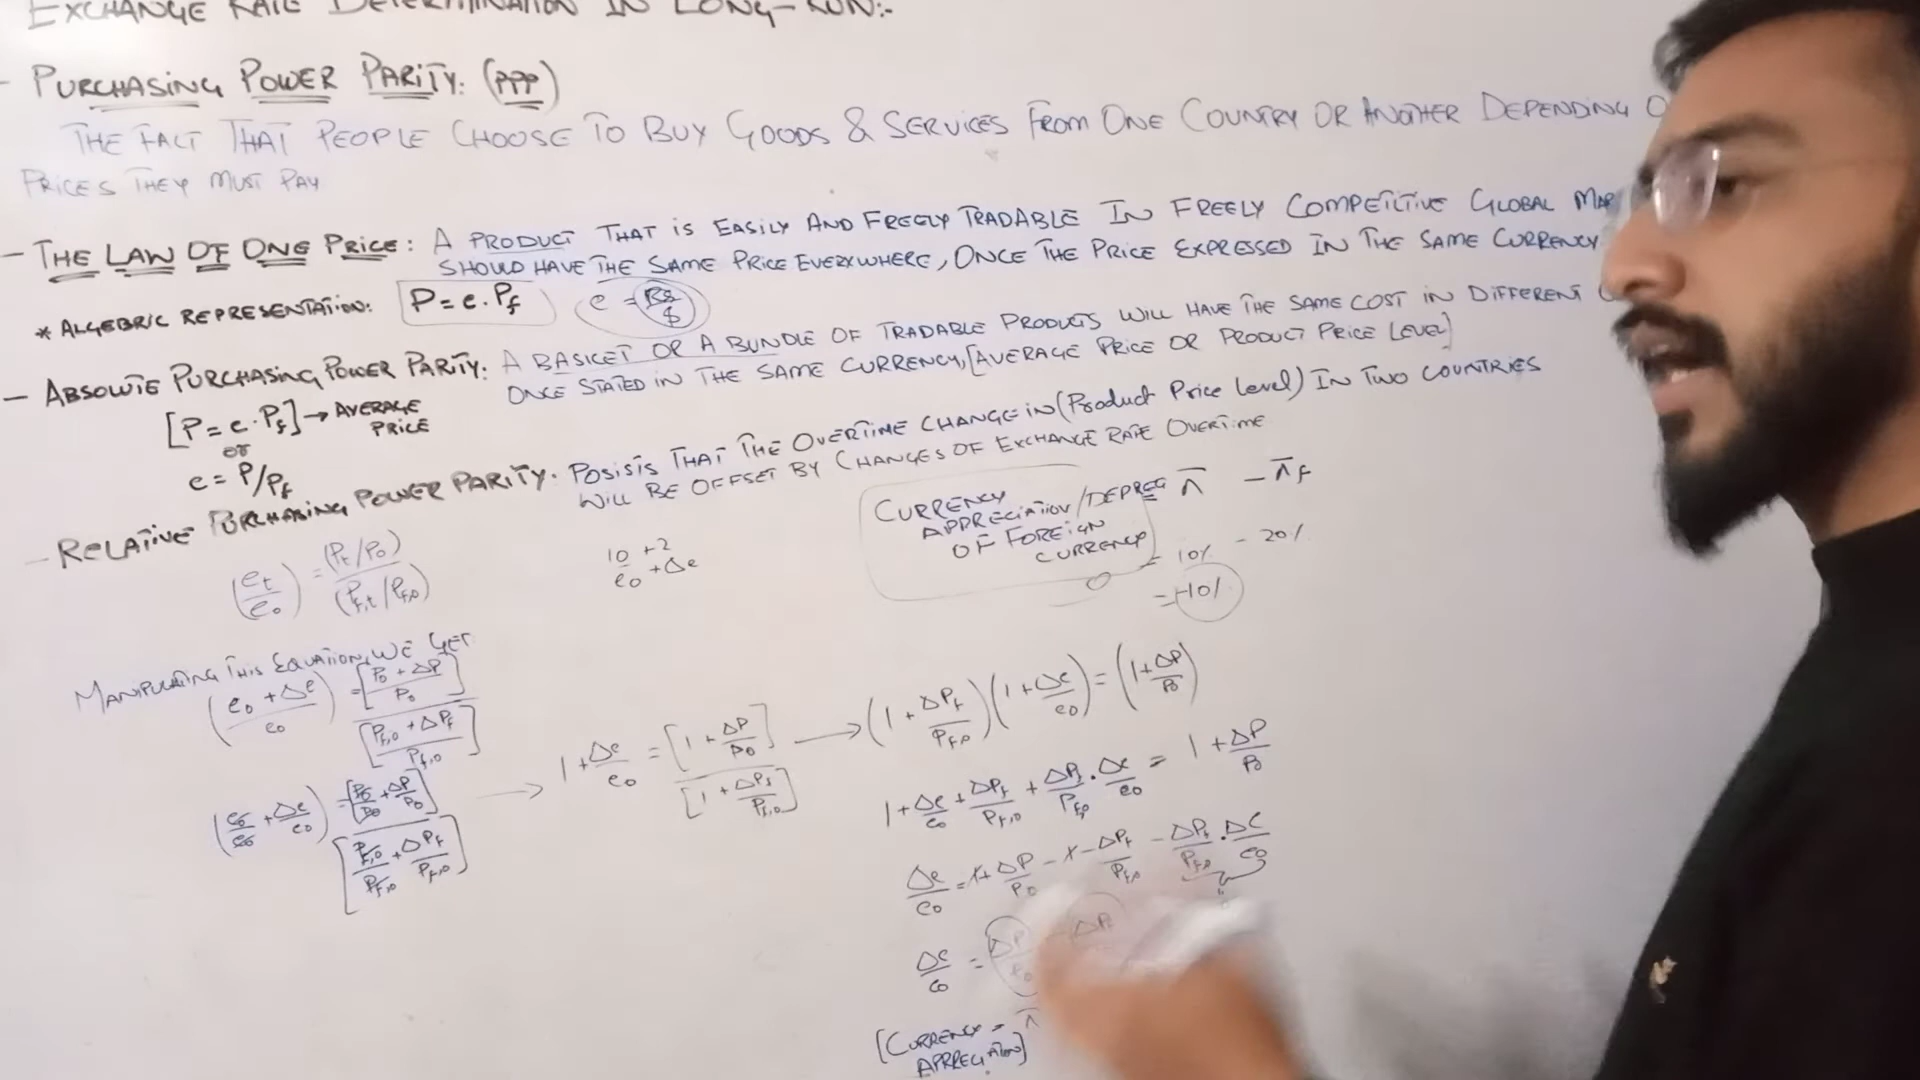 EXCHANGE RATE DETERMINATION IN LONG-RUN:-
- PURCHASING POWER PARITY: (PPP)
THE FACT THAT PEOPLE CHOOSE TO BUY GOODS & SERVICES FROM ONE COUNTRY OR ANOTHER DEPENDING O
PRICES THEY MUST PAY
- THE LAW OF ONE PRICE: A PRODUCT THAT IS EASILY AND FREELY TRADABLE IN FREELY COMPETITIVE GLOBAL MAR
SHOULD HAVE THE SAME PRICE EVERYWHERE, ONCE THE PRICE EXPRESSED IN THE SAME CURRENCY
* ALGEBRIC REPRESENTATION: P = e . Pf e = Rs/$
- ABSOLUTE PURCHASING POWER PARITY: A BASKET OR A BUNDLE OF TRADABLE PRODUCTS WILL HAVE THE SAME COST IN DIFFERENT C
ONCE STATED IN THE SAME CURRENCY, [AVERAGE PRICE OR PRODUCT PRICE LEVEL]
[P = e . Pf] → AVERAGE PRICE
or
e = P/Pf
- RELATIVE PURCHASING POWER PARITY. POSISTS THAT THE OVERTIME CHANGE IN (Product Price Level) IN TWO COUNTRIES
WILL BE OFFSET BY CHANGES OF EXCHANGE RATE OVERTIME
(et/e0) = (Pt/P0)/(Pf,t/Pf,0)
10 +2
e0 + Δe
CURRENCY
APPRECIATION/DEPREC
OF FOREIGN
CURRENCY
π - πf
= 10% - 20%
= -10%
MANIPULATING THIS EQUATION, WE GET
(e0 + Δe / e0) = [P0 + ΔP / P0] / [Pf,0 + ΔPf / Pf,0]
(e0/e0 + Δe/e0) = [P0/P0 + ΔP/P0] / [Pf,0/Pf,0 + ΔPf/Pf,0]
→ 1 + Δe/e0 = [1 + ΔP/P0] / [1 + ΔPf/Pf,0]
→ (1 + ΔPf/Pf,0)(1 + Δe/e0) = (1 + ΔP/P0)
1 + Δe/e0 + ΔPf/Pf,0 + ΔPf/Pf,0 . Δe/e0 = 1 + ΔP/P0
Δe/e0 = 1 + ΔP/P0 - 1 - ΔPf/Pf,0 - ΔPf/Pf,0 . Δe/e0
Δe/e0 = ΔP - ΔPf
[CURRENCY = π
APPRECIATION]